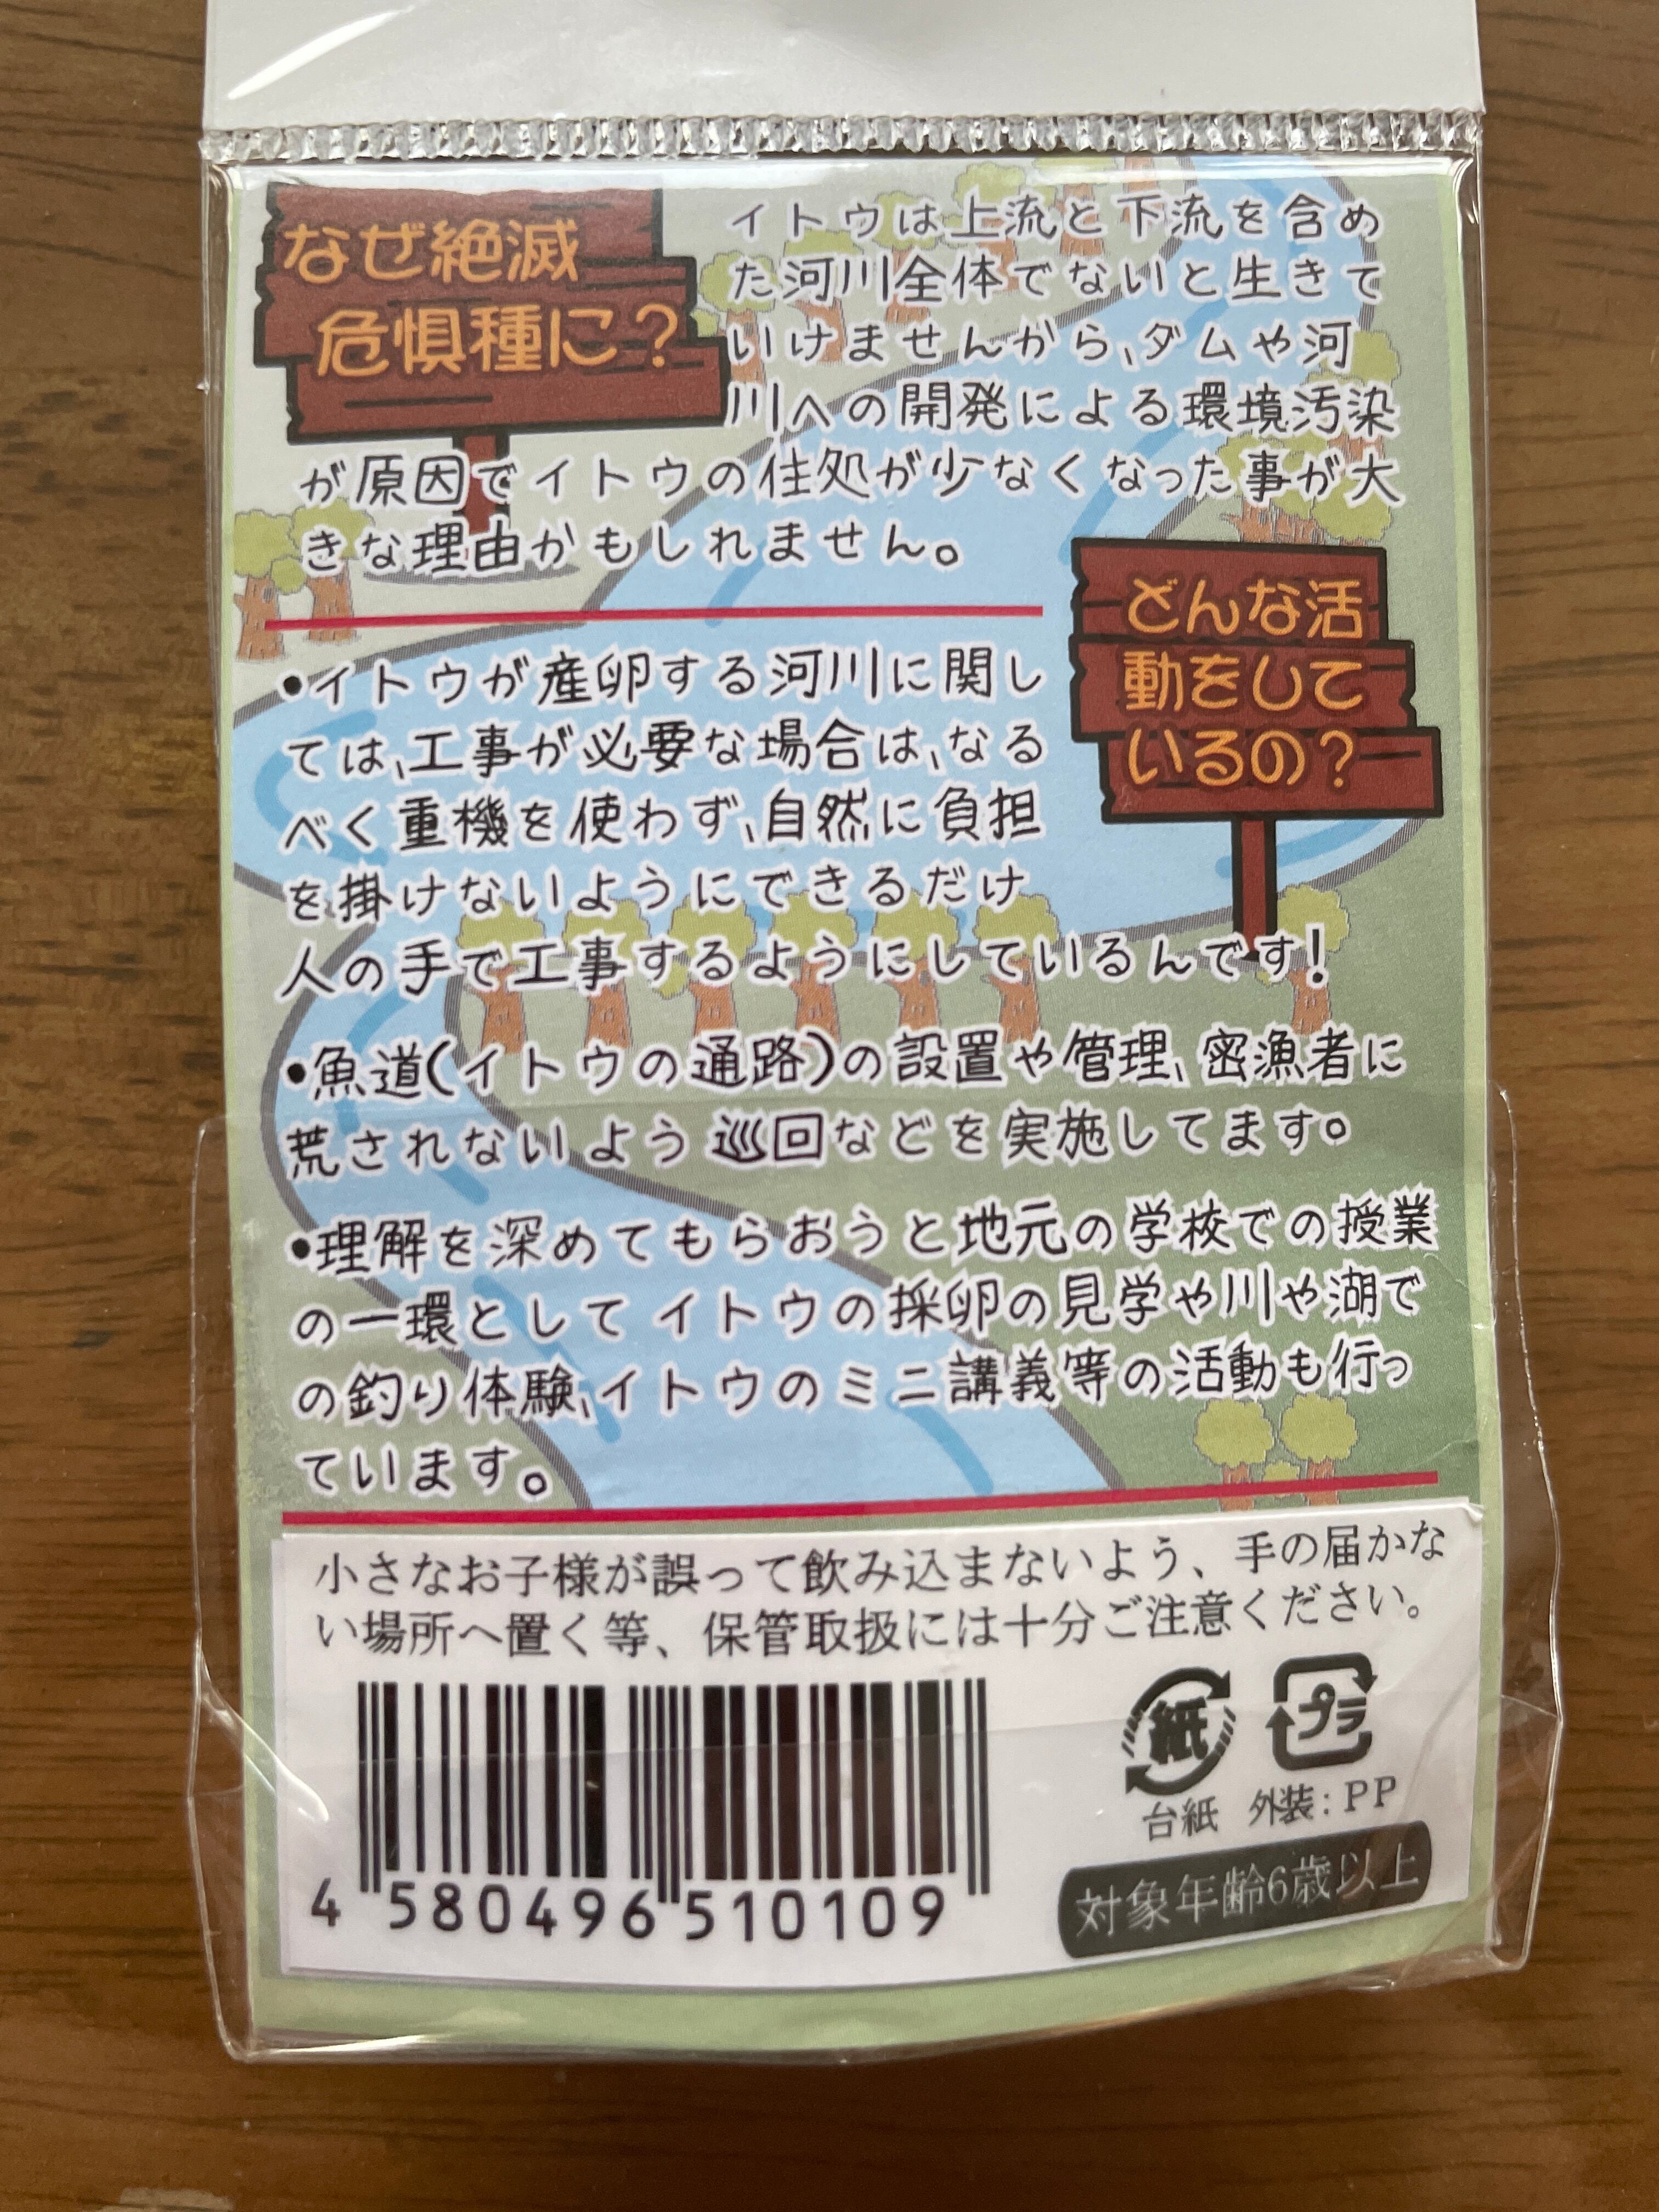 なぜ絶滅
危惧種に？
イトウは上流と下流を含め
た河川全体でないと生きて
いけませんから、ダムや河
川への開発による環境汚染
が原因でイトウの住処が少なくなった事が大
きな理由かもしれません。
どんな活
動をして
いるの？
•イトウが産卵する河川に関し
ては、工事が必要な場合は、なる
べく重機を使わず、自然に負担
を掛けないようにできるだけ
人の手で工事するようにしているんです!
•魚道(イトウの通路)の設置や管理、密漁者に
荒されないよう巡回などを実施してます。
•理解を深めてもらおうと地元の学校での授業
の一環としてイトウの採卵の見学や川や湖で
の釣り体験、イトウのミニ講義等の活動も行っ
ています。
小さなお子様が誤って飲み込まないよう、手の届かな
い場所へ置く等、保管取扱には十分ご注意ください。
紙 プラ
台紙 外装:PP
4 580496 510109
対象年齢6歳以上